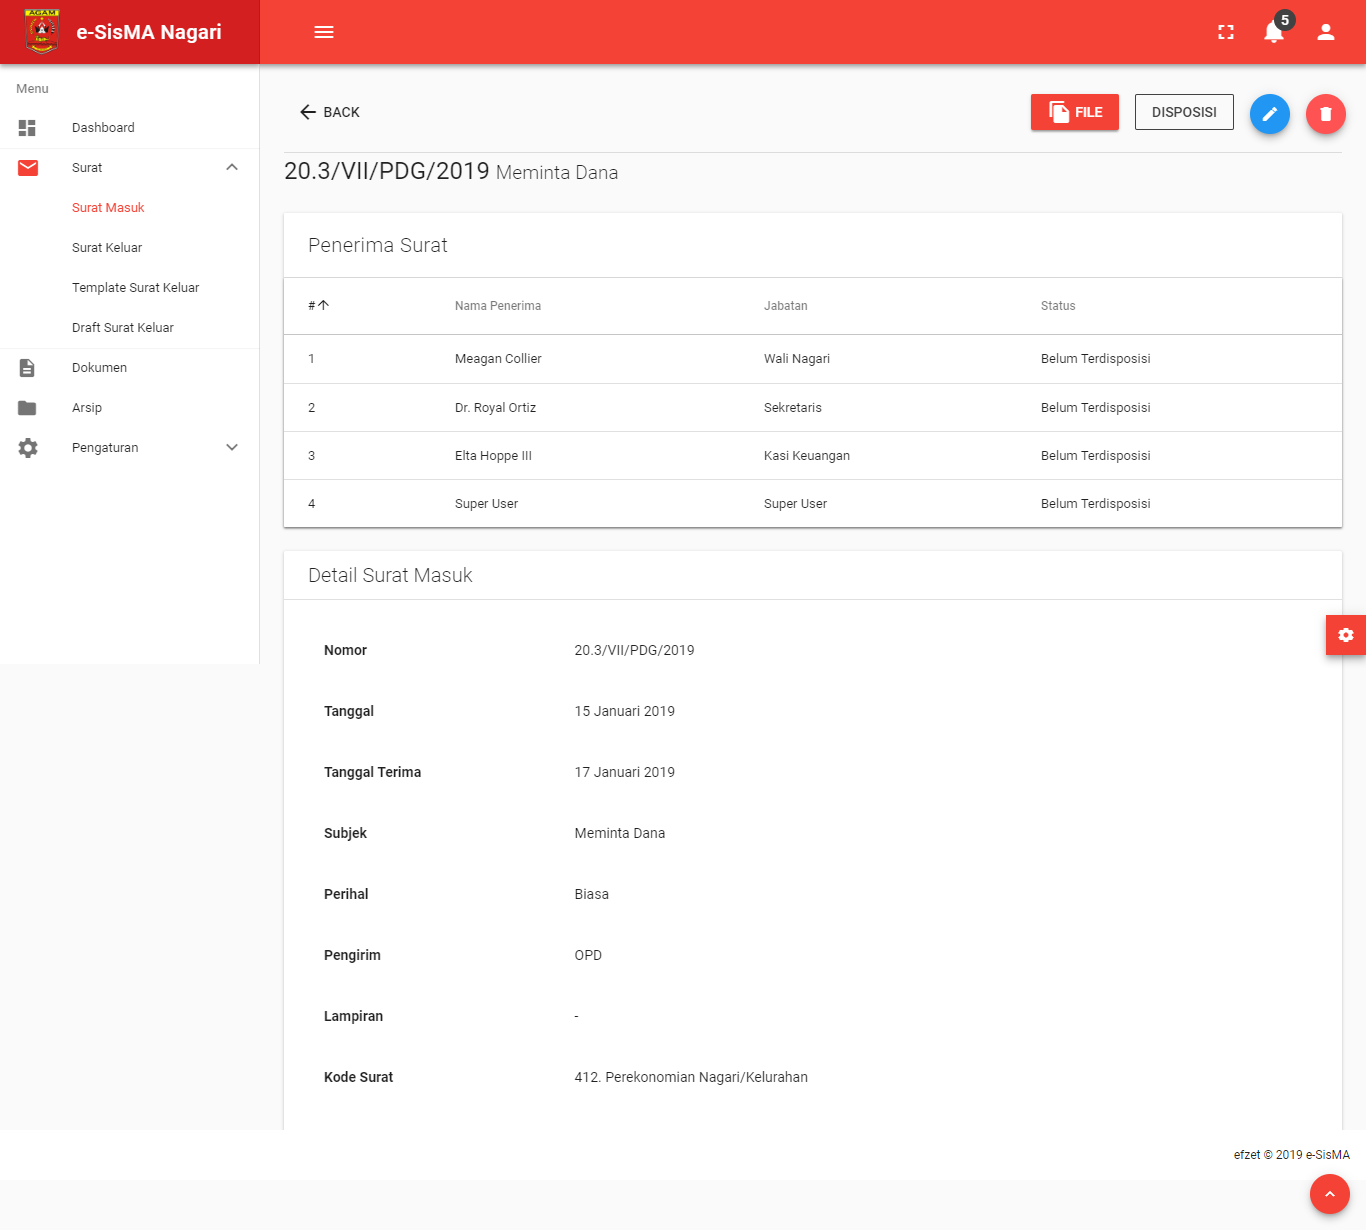 AGAM
e-SisMA Nagari
5
Menu
Dashboard
Surat
Surat Masuk
Surat Keluar
Template Surat Keluar
Draft Surat Keluar
Dokumen
Arsip
Pengaturan
BACK
FILE
DISPOSISI
20.3/VII/PDG/2019 Meminta Dana
Penerima Surat
# Nama Penerima Jabatan Status
1 Meagan Collier Wali Nagari Belum Terdisposisi
2 Dr. Royal Ortiz Sekretaris Belum Terdisposisi
3 Elta Hoppe III Kasi Keuangan Belum Terdisposisi
4 Super User Super User Belum Terdisposisi
Detail Surat Masuk
Nomor 20.3/VII/PDG/2019
Tanggal 15 Januari 2019
Tanggal Terima 17 Januari 2019
Subjek Meminta Dana
Perihal Biasa
Pengirim OPD
Lampiran -
Kode Surat 412. Perekonomian Nagari/Kelurahan
efzet © 2019 e-SisMA